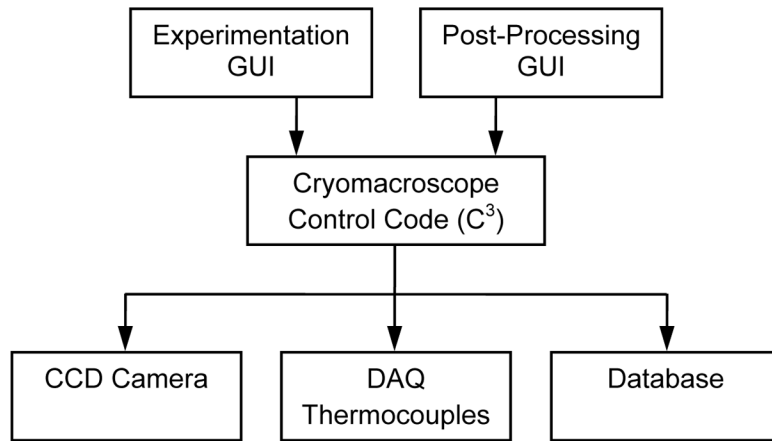 Experimentation
GUI
Post-Processing
GUI
Cryomacroscope
Control Code (C³)
CCD Camera
DAQ
Thermocouples
Database